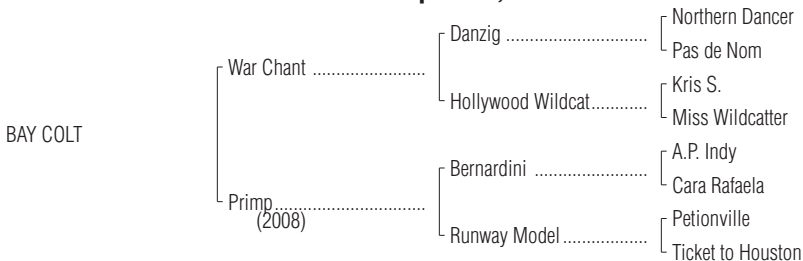 Northern Dancer
Danzig ..............................
Pas de Nom
War Chant ........................
Kris S.
Hollywood Wildcat............
Miss Wildcatter
BAY COLT
A.P. Indy
Bernardini ........................
Cara Rafaela
Primp................................
(2008)
Petionville
Runway Model..................
Ticket to Houston